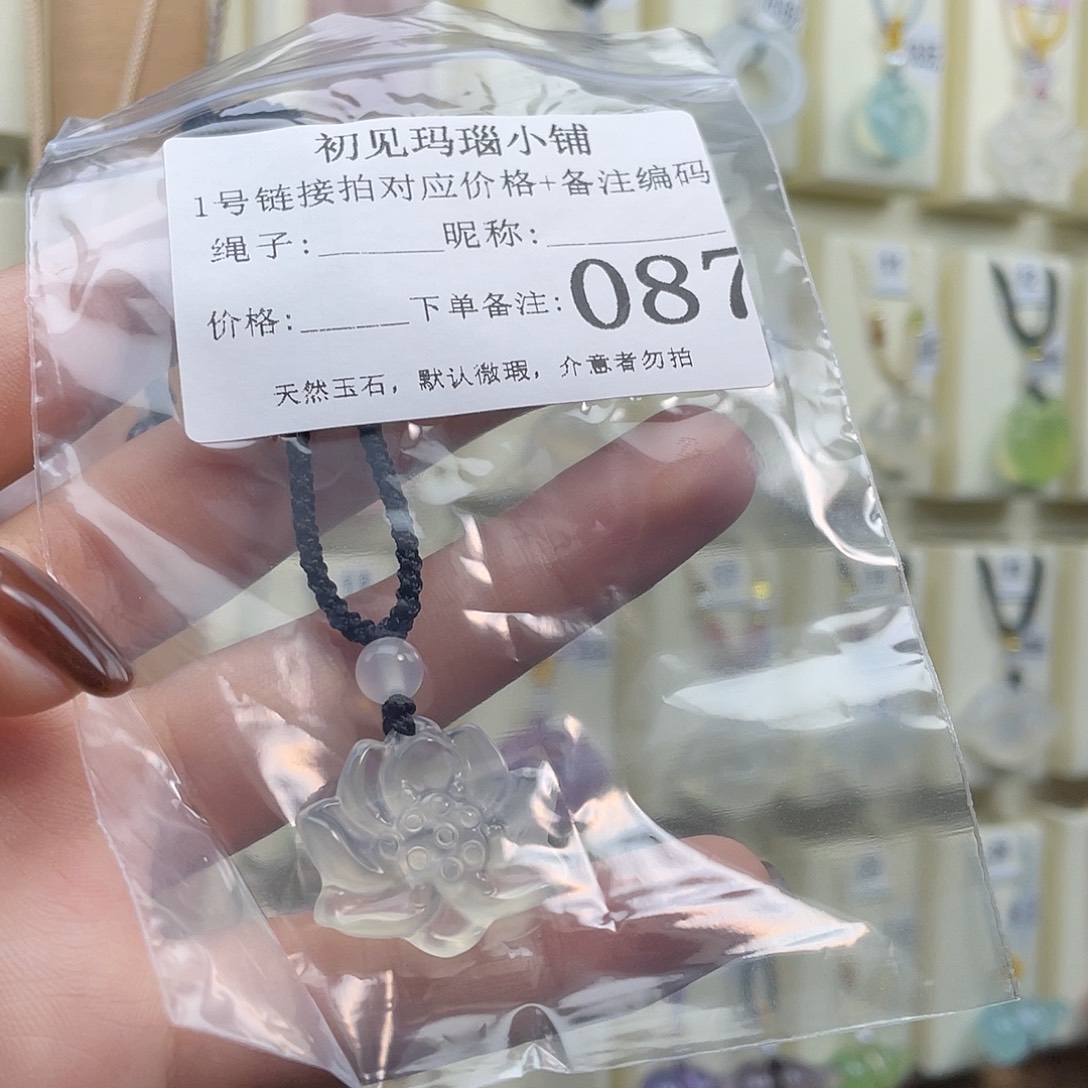 初见玛瑙小铺
1号链接拍对应价格+备注编码
绳子:______昵称:________
价格:______下单备注:087
天然玉石，默认微瑕，介意者勿拍